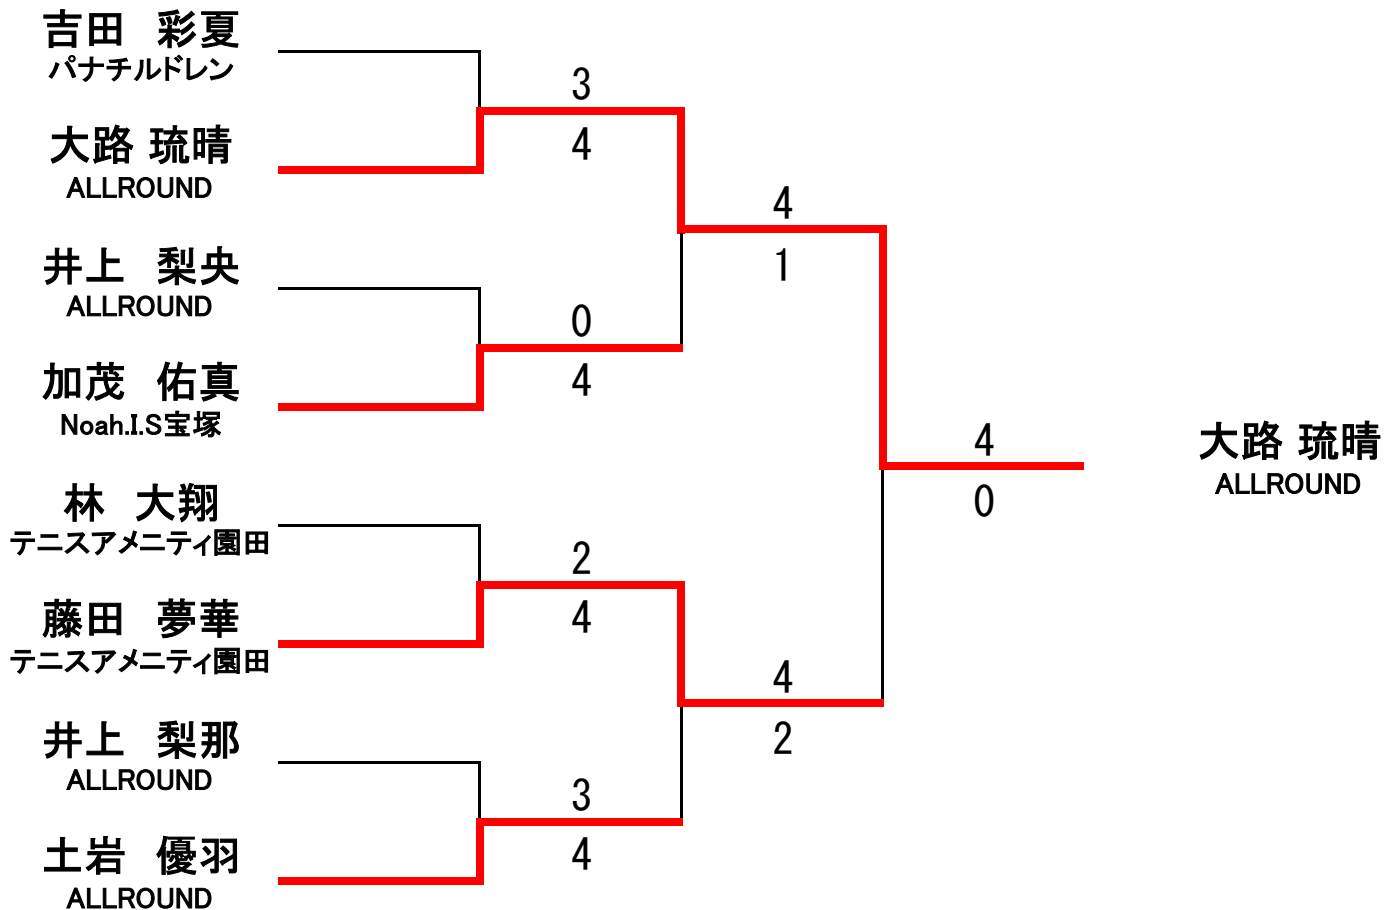 吉田　彩夏
パナチルドレン
3
4
大路 琉晴
ALLROUND
4
1
井上　梨央
ALLROUND
0
4
加茂　佑真
Noah.I.S宝塚
4
0
大路 琉晴
ALLROUND
林　大翔
テニスアメニティ園田
2
4
藤田　夢華
テニスアメニティ園田
4
2
井上　梨那
ALLROUND
3
4
土岩　優羽
ALLROUND